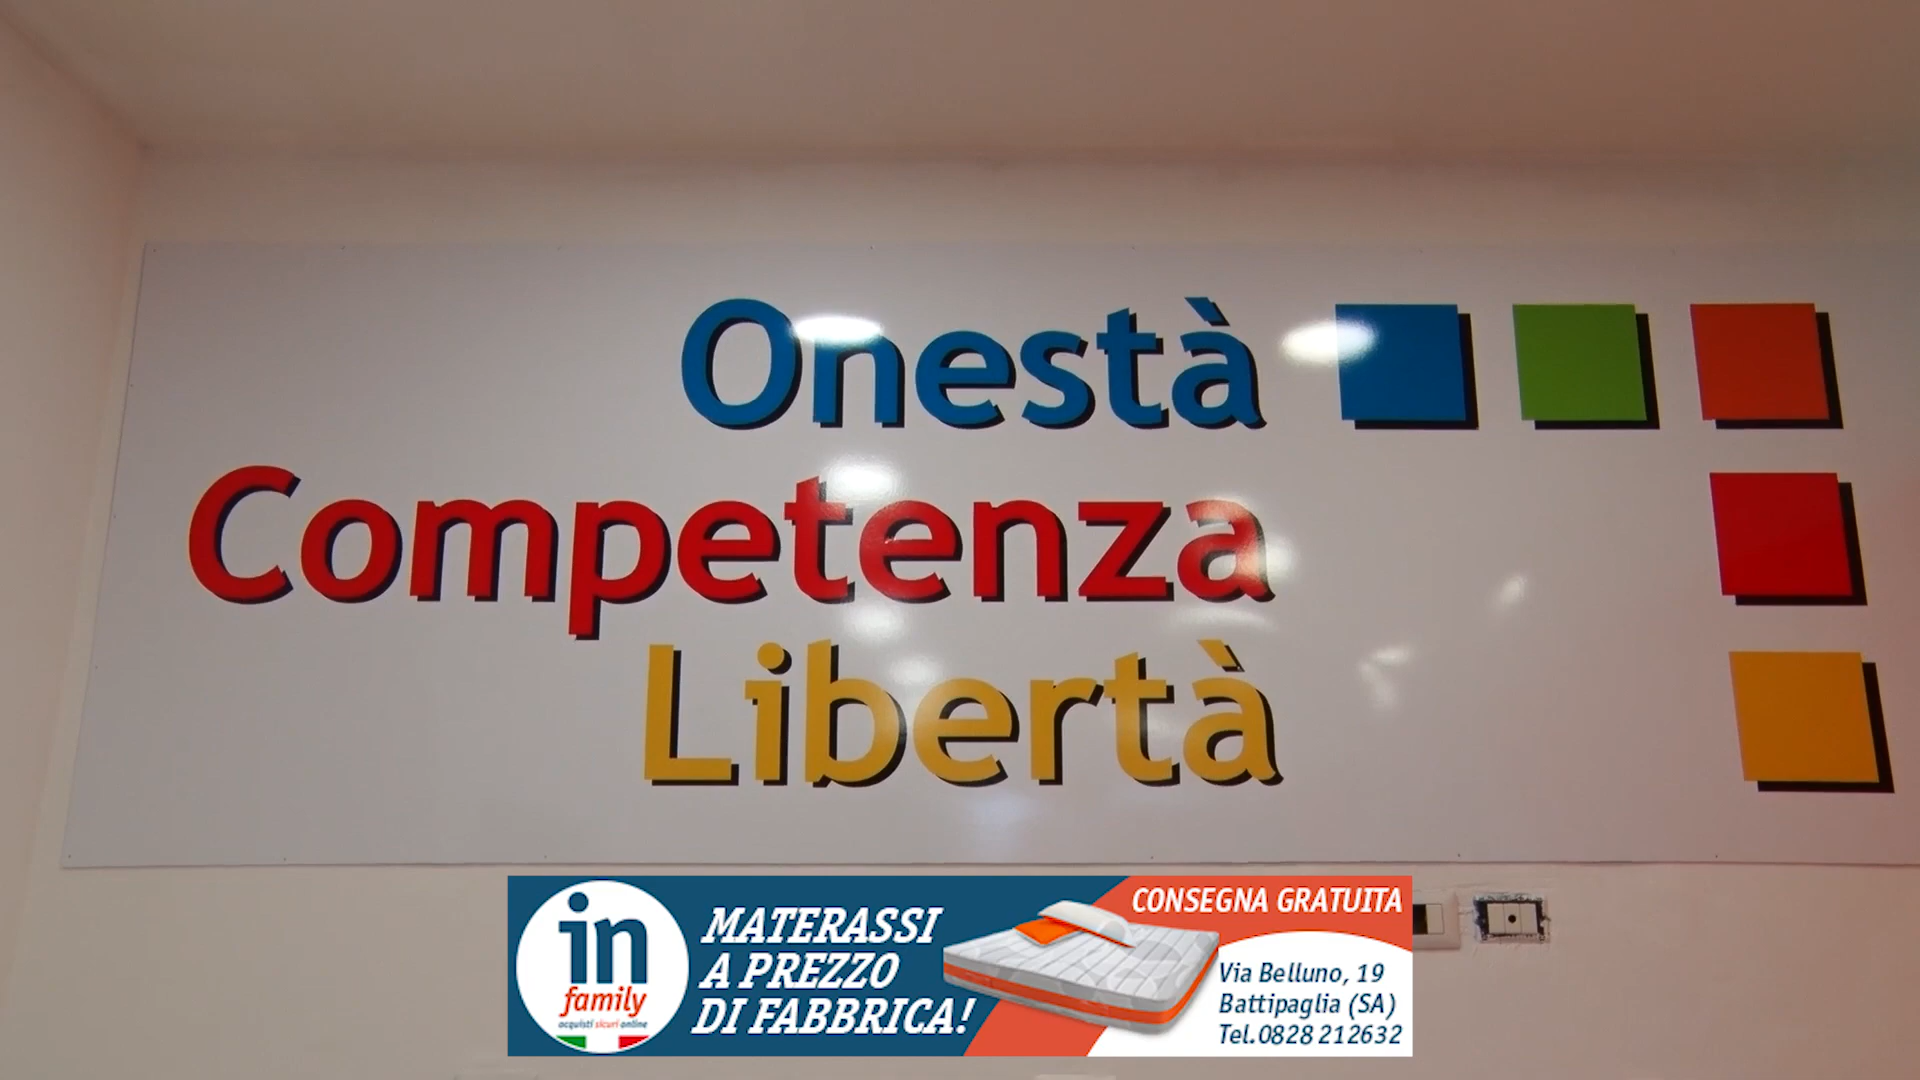 Onestà
Competenza
Libertà
in
family
acquisti sicuri online
MATERASSI
A PREZZO
DI FABBRICA!
CONSEGNA GRATUITA
Via Belluno, 19
Battipaglia (SA)
Tel.0828 212632